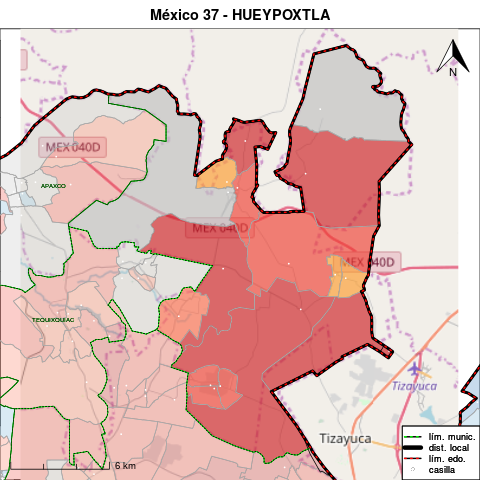 México 37 - HUEYPOXTLA
N
MEX 040D
APAXCO
MEX 040D
MEX 040D
TEQUIXQUIAC
Tizayuca
Tizayuca
6 km
lím. munic.
dist. local
lím. edo.
casilla